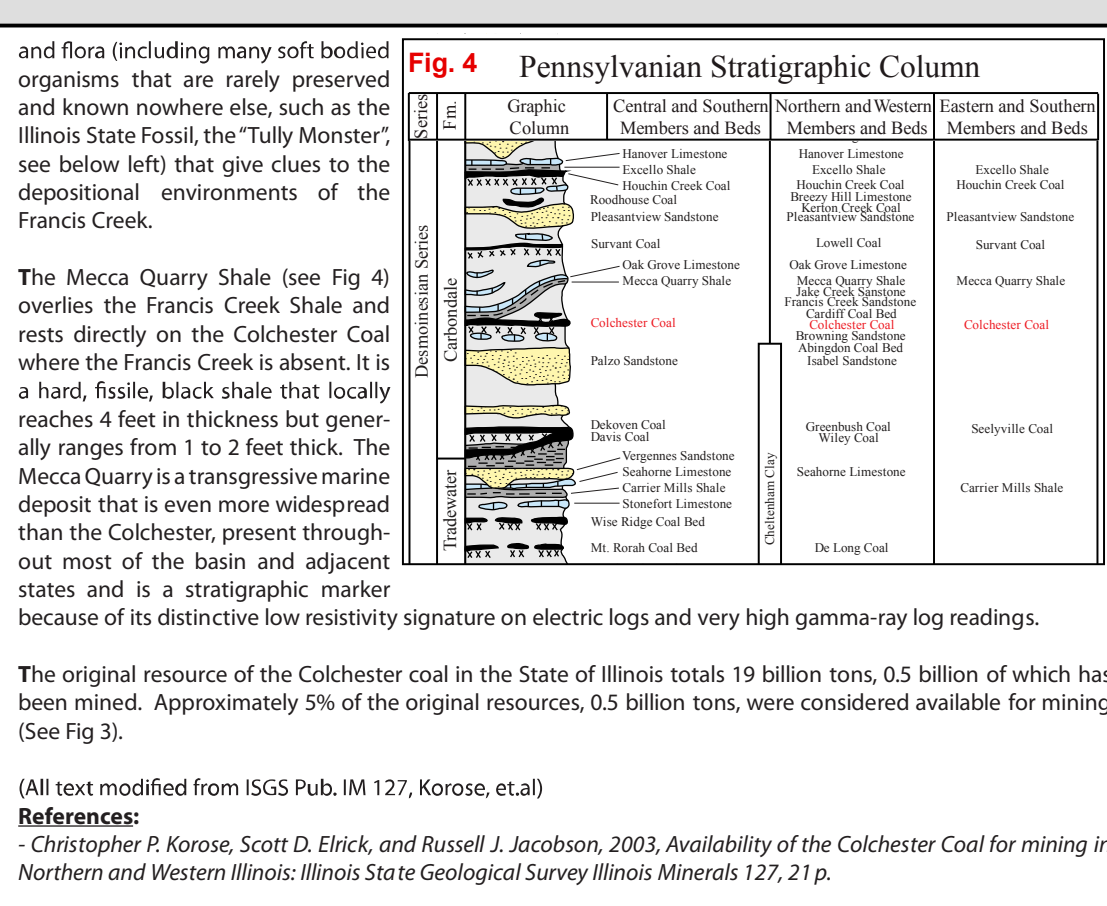 and flora (including many soft bodied
organisms that are rarely preserved
and known nowhere else, such as the
Illinois State Fossil, the “Tully Monster”,
see below left) that give clues to the
depositional environments of the
Francis Creek.
The Mecca Quarry Shale (see Fig 4)
overlies the Francis Creek Shale and
rests directly on the Colchester Coal
where the Francis Creek is absent. It is
a hard, fissile, black shale that locally
reaches 4 feet in thickness but gener-
ally ranges from 1 to 2 feet thick. The
Mecca Quarry is a transgressive marine
deposit that is even more widespread
than the Colchester, present through-
out most of the basin and adjacent
states and is a stratigraphic marker
because of its distinctive low resistivity signature on electric logs and very high gamma-ray log readings.
Fig. 4
Pennsylvanian Stratigraphic Column
Series
Fm.
Graphic
Column
Central and Southern
Members and Beds
Northern and Western
Members and Beds
Eastern and Southern
Members and Beds
Desmoinesian Series
Carbondale
Tradewater
Hanover Limestone
Excello Shale
Houchin Creek Coal
Roodhouse Coal
Pleasantview Sandstone
Survant Coal
Oak Grove Limestone
Mecca Quarry Shale
Colchester Coal
Palzo Sandstone
Dekoven Coal
Davis Coal
Vergennes Sandstone
Seahorne Limestone
Carrier Mills Shale
Stonefort Limestone
Wise Ridge Coal Bed
Mt. Rorah Coal Bed
Cheltenham Clay
Hanover Limestone
Excello Shale
Houchin Creek Coal
Breezy Hill Limestone
Kerton Creek Coal
Pleasantview Sandstone
Lowell Coal
Oak Grove Limestone
Mecca Quarry Shale
Jake Creek Sanstone
Francis Creek Sandstone
Cardiff Coal Bed
Colchester Coal
Browning Sandstone
Abingdon Coal Bed
Isabel Sandstone
Greenbush Coal
Wiley Coal
Seahorne Limestone
De Long Coal
Excello Shale
Houchin Creek Coal
Pleasantview Sandstone
Survant Coal
Mecca Quarry Shale
Colchester Coal
Seelyville Coal
Carrier Mills Shale
The original resource of the Colchester coal in the State of Illinois totals 19 billion tons, 0.5 billion of which has
been mined. Approximately 5% of the original resources, 0.5 billion tons, were considered available for mining
(See Fig 3).
(All text modified from ISGS Pub. IM 127, Korose, et.al)
References:
- Christopher P. Korose, Scott D. Elrick, and Russell J. Jacobson, 2003, Availability of the Colchester Coal for mining in
Northern and Western Illinois: Illinois State Geological Survey Illinois Minerals 127, 21 p.